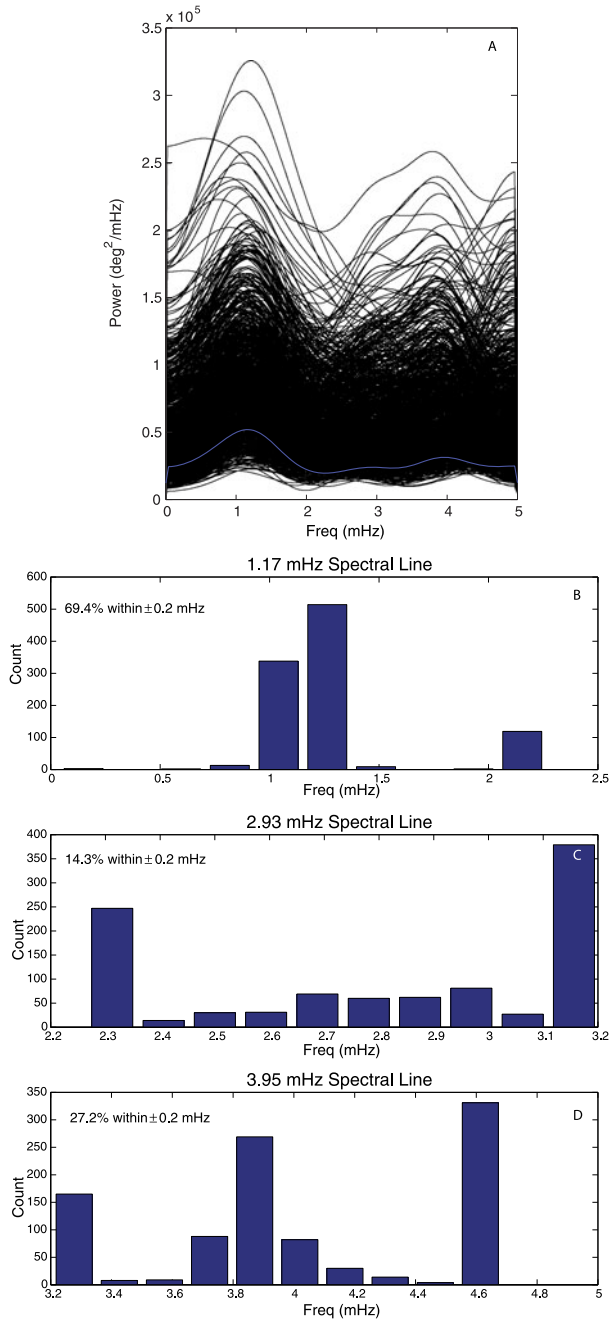 x 10⁵
A
3.5
3
2.5
2
1.5
1
0.5
0
Power (deg²/mHz)
0 1 2 3 4 5
Freq (mHz)
1.17 mHz Spectral Line
B
69.4% within ± 0.2 mHz
600
500
400
300
200
100
0
Count
0 0.5 1 1.5 2 2.5
Freq (mHz)
2.93 mHz Spectral Line
C
14.3% within ± 0.2 mHz
400
350
300
250
200
150
100
50
0
Count
2.2 2.3 2.4 2.5 2.6 2.7 2.8 2.9 3 3.1 3.2
Freq (mHz)
3.95 mHz Spectral Line
D
27.2% within ± 0.2 mHz
350
300
250
200
150
100
50
0
Count
3.2 3.4 3.6 3.8 4 4.2 4.4 4.6 4.8 5
Freq (mHz)